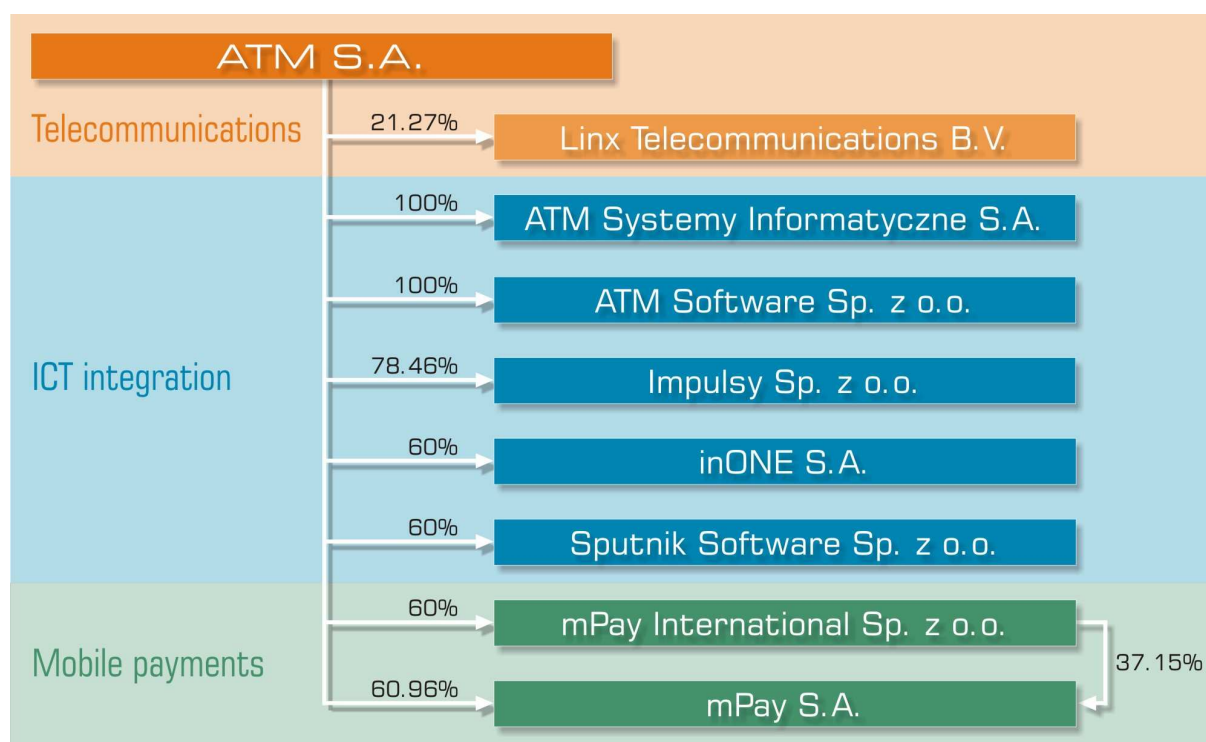 ATM S.A.
Telecommunications
21.27%
Linx Telecommunications B.V.
100%
ATM Systemy Informatyczne S.A.
100%
ATM Software Sp. z o.o.
ICT integration
78.46%
Impulsy Sp. z o.o.
60%
inONE S.A.
60%
Sputnik Software Sp. z o.o.
60%
mPay International Sp. z o.o.
Mobile payments
37.15%
60.96%
mPay S.A.